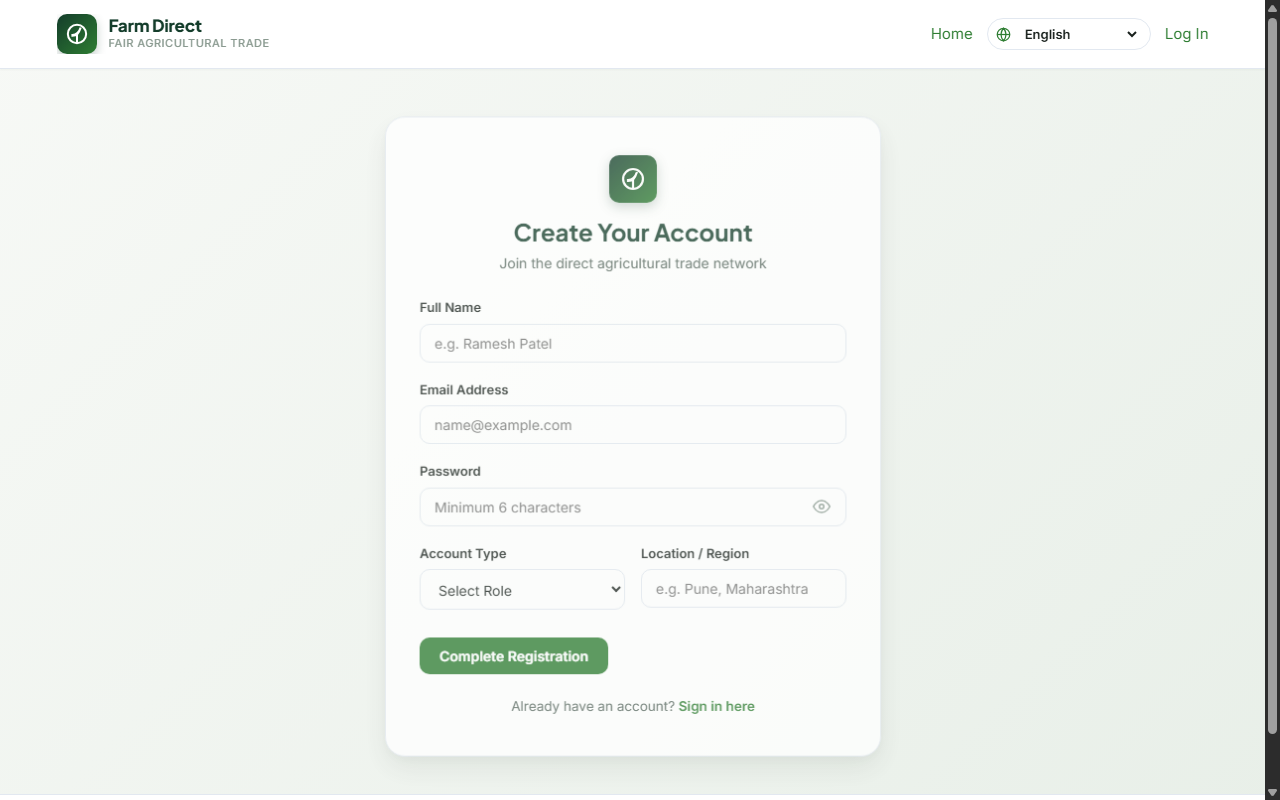 Farm Direct
FAIR AGRICULTURAL TRADE
Home
English
Log In
Create Your Account
Join the direct agricultural trade network
Full Name
e.g. Ramesh Patel
Email Address
name@example.com
Password
Minimum 6 characters
Account Type
Location / Region
Select Role
e.g. Pune, Maharashtra
Complete Registration
Already have an account? Sign in here